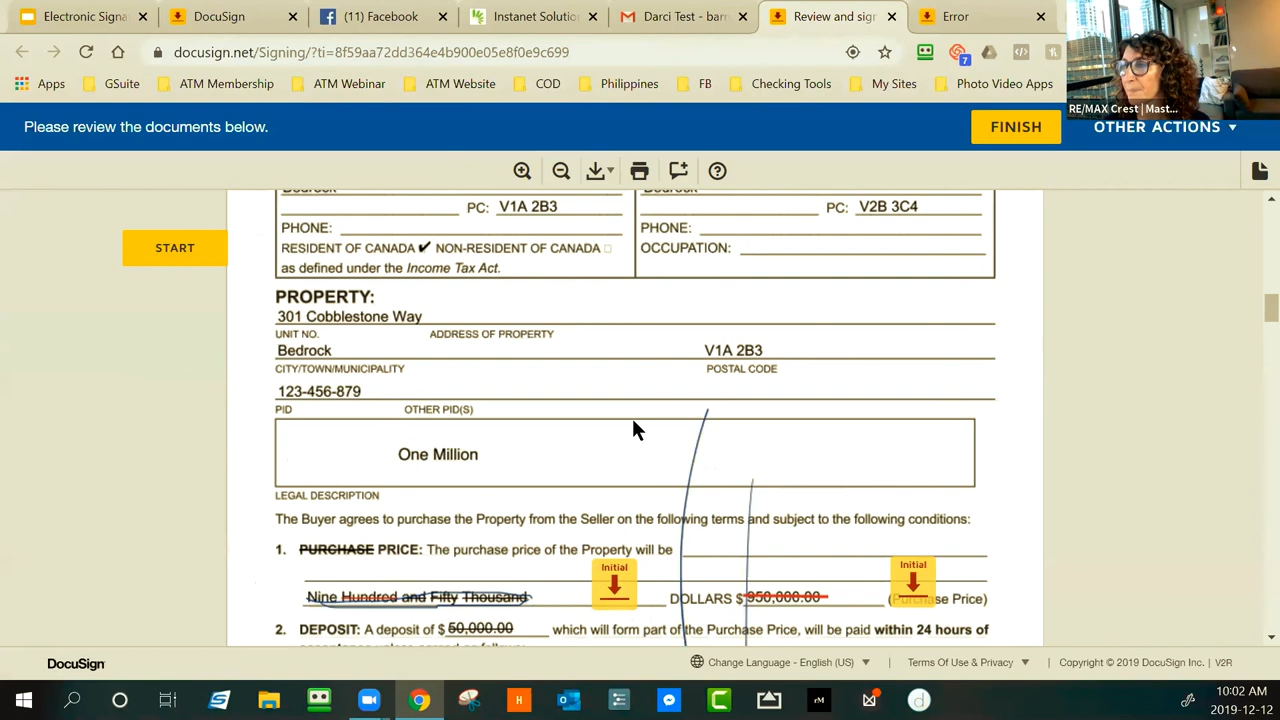 Electronic Signa
DocuSign
(11) Facebook
Instanet Solutio
Darci Test - barr
Review and sign
Error
docusign.net/Signing/?ti=8f59aa72dd364e4b900e05e8f0e9c699
7
Apps
GSuite
ATM Membership
ATM Webs
ATM Website
COD
Philippines
FB
Checking Tools
My Sites
Photo Video Apps
RE/MAX Crest | Mast...
Please review the documents below.
FINISH
OTHER ACTIONS
START
Bedrock
Bedrock
PC: V1A 2B3
PC: V2B 3C4
PHONE:
PHONE:
RESIDENT OF CANADA ✔ NON-RESIDENT OF CANADA □
OCCUPATION:
as defined under the Income Tax Act.
PROPERTY:
301 Cobblestone Way
UNIT NO.
ADDRESS OF PROPERTY
Bedrock
V1A 2B3
CITY/TOWN/MUNICIPALITY
POSTAL CODE
123-456-879
PID
OTHER PID(S)
One Million
LEGAL DESCRIPTION
The Buyer agrees to purchase the Property from the Seller on the following terms and subject to the following conditions:
1. PURCHASE PRICE: The purchase price of the Property will be
Initial
Initial
Nine Hundred and Fifty Thousand DOLLARS $ 950,000.00 (Purchase Price)
2. DEPOSIT: A deposit of $ 50,000.00 which will form part of the Purchase Price, will be paid within 24 hours of
DocuSign
Change Language - English (US)
Terms Of Use & Privacy
Copyright © 2019 DocuSign Inc. | V2R
10:02 AM
2019-12-12